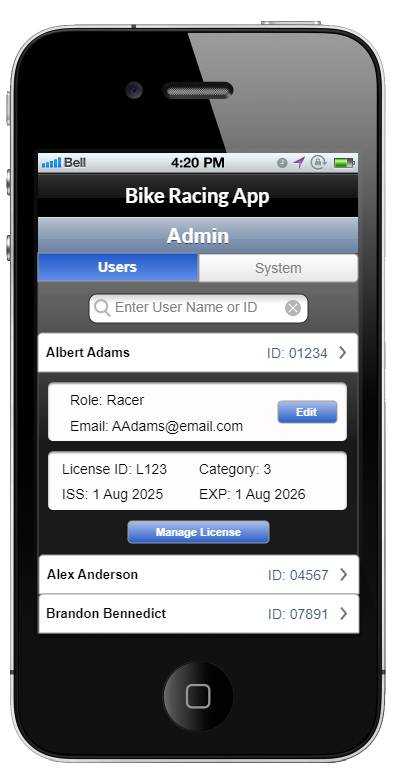 Bell 4:20 PM
Bike Racing App
Admin
Users System
Enter User Name or ID
Albert Adams ID: 01234
Role: Racer
Edit
Email: AAdams@email.com
License ID: L123 Category: 3
ISS: 1 Aug 2025 EXP: 1 Aug 2026
Manage License
Alex Anderson ID: 04567
Brandon Bennedict ID: 07891